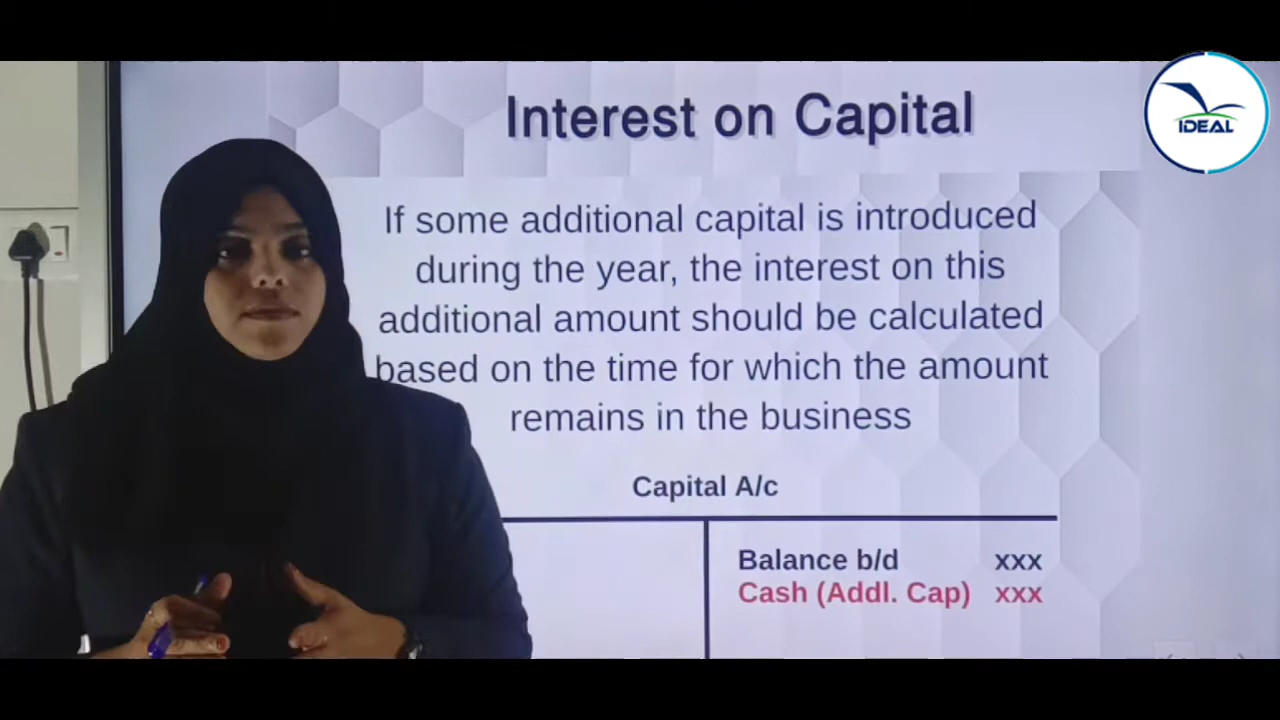 Interest on Capital
IDEAL
If some additional capital is introduced
during the year, the interest on this
additional amount should be calculated
based on the time for which the amount
remains in the business
Capital A/c
Balance b/d xxx
Cash (Addl. Cap) xxx